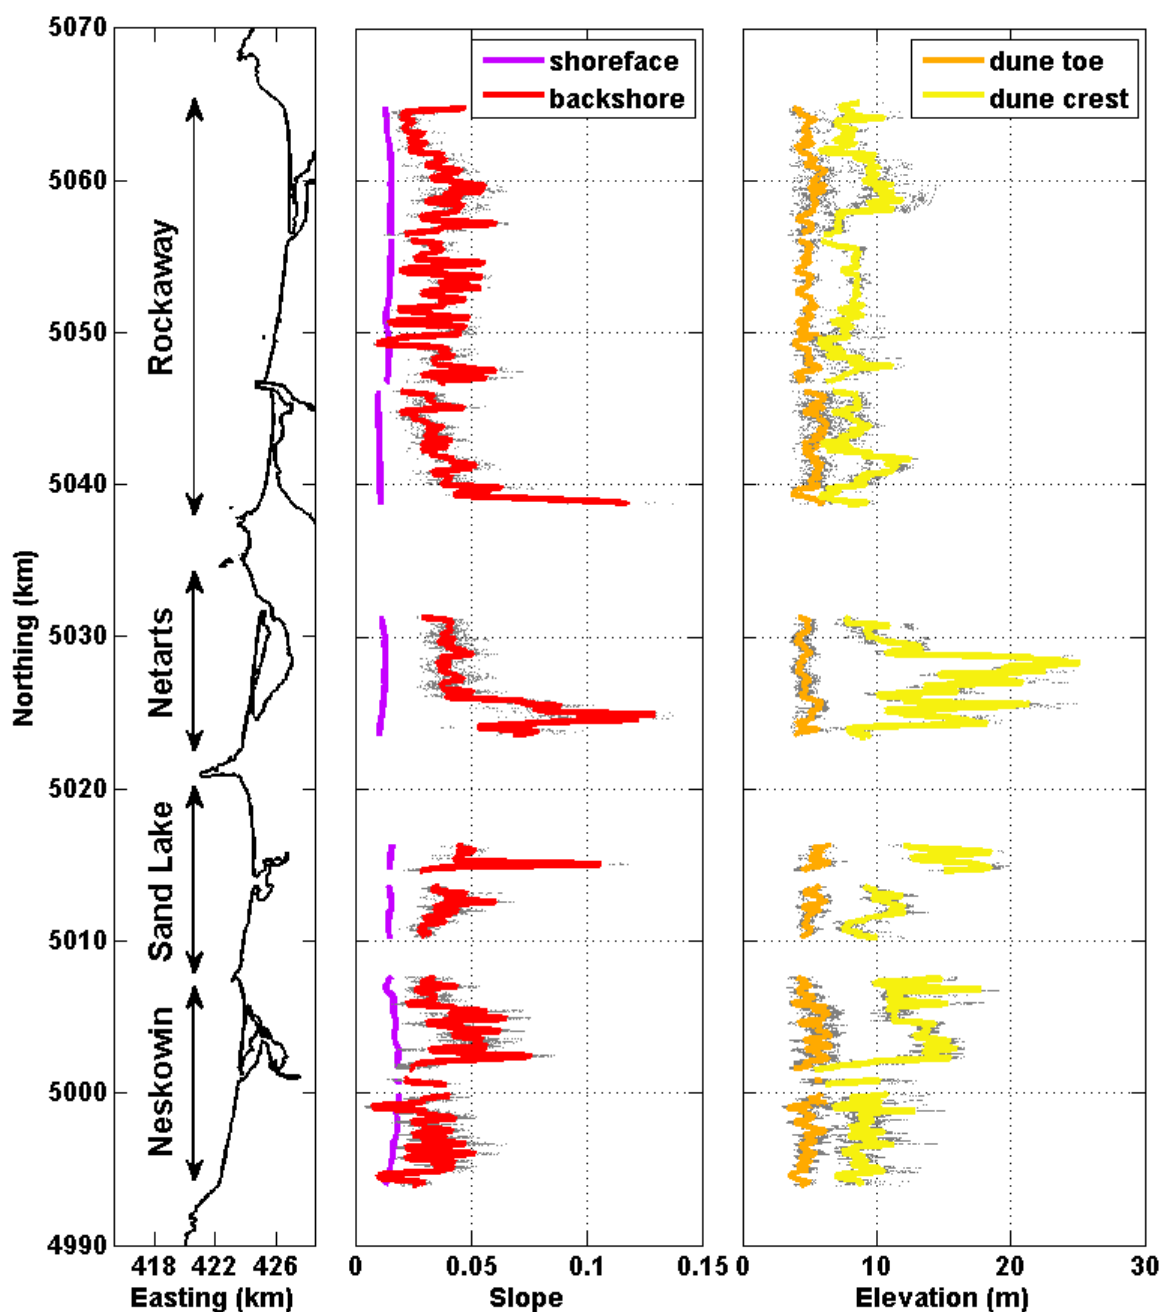 5070
5060
5050
5040
5030
5020
5010
5000
4990
Northing (km)
Rockaway
Netarts
Sand Lake
Neskowin
418 422 426
Easting (km)
shoreface
backshore
0 0.05 0.1 0.15
Slope
dune toe
dune crest
0 10 20 30
Elevation (m)